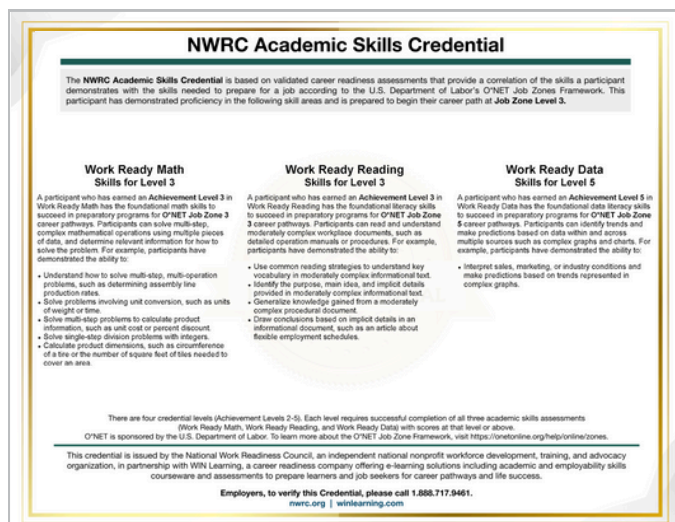 NWRC Academic Skills Credential
The NWRC Academic Skills Credential is based on validated career readiness assessments that provide a correlation of the skills a participant
demonstrates with the skills needed to prepare for a job according to the U.S. Department of Labor's O*NET Job Zones Framework. This
participant has demonstrated proficiency in the following skill areas and is prepared to begin their career path at Job Zone Level 3.
Work Ready Math
Skills for Level 3
A participant who has earned an Achievement Level 3 in
Work Ready Math has the foundational math skills to
succeed in preparatory programs for O*NET Job Zone 3
career pathways. Participants can solve multi-step,
complex mathematical operations using multiple pieces
of data, and determine relevant information for how to
solve the problem. For example, participants have
demonstrated the ability to:
• Understand how to solve multi-step, multi-operation
problems, such as determining assembly line
production rates.
• Solve problems involving unit conversion, such as units
of weight or time.
• Solve multi-step problems to calculate product
information, such as unit cost or percent discount.
• Solve single-step division problems with integers.
• Calculate product dimensions, such as circumference
of a tire or the number of square feet of tiles needed to
cover an area.
Work Ready Reading
Skills for Level 3
A participant who has earned an Achievement Level 3 in
Work Ready Reading has the foundational literacy skills
to succeed in preparatory programs for O*NET Job Zone
3 career pathways. Participants can read and understand
moderately complex workplace documents, such as
detailed operation manuals or procedures. For example,
participants have demonstrated the ability to:
• Use common reading strategies to understand key
vocabulary in moderately complex informational text.
• Identify the purpose, main idea, and implicit details
provided in moderately complex informational text.
• Generalize knowledge gained from a moderately
complex procedural document.
• Draw conclusions based on implicit details in an
informational document, such as an article about
flexible employment schedules.
Work Ready Data
Skills for Level 5
A participant who has earned an Achievement Level 5 in
Work Ready Data has the foundational data literacy skills
to succeed in preparatory programs for O*NET Job Zone
5 career pathways. Participants can identify trends and
make predictions based on data within and across
multiple sources such as complex graphs and charts. For
example, participants have demonstrated the ability to:
• Interpret sales, marketing, or industry conditions and
make predictions based on trends represented in
complex graphs.
There are four credential levels (Achievement Levels 2-5). Each level requires successful completion of all three academic skills assessments
(Work Ready Math, Work Ready Reading, and Work Ready Data) with scores at that level or above.
O*NET is sponsored by the U.S. Department of Labor. To learn more about the O*NET Job Zone Framework, visit https://onetonline.org/help/online/zones.
This credential is issued by the National Work Readiness Council, an independent national nonprofit workforce development, training, and advocacy
organization, in partnership with WIN Learning, a career readiness company offering e-learning solutions including academic and employability skills
courseware and assessments to prepare learners and job seekers for career pathways and life success.
Employers, to verify this Credential, please call 1.888.717.9461.
nwrc.org | winlearning.com